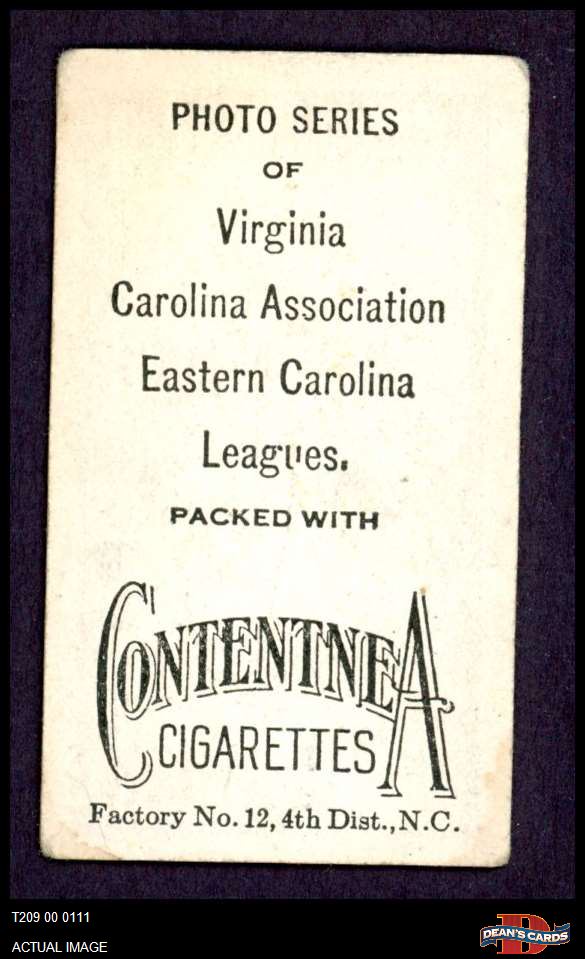 PHOTO SERIES
OF
Virginia
Carolina Association
Eastern Carolina
Leagues.
PACKED WITH
CONTENTNEA
CIGARETTES
Factory No. 12, 4th Dist., N.C.
T209 00 0111
ACTUAL IMAGE
D
DEAN'S CARDS